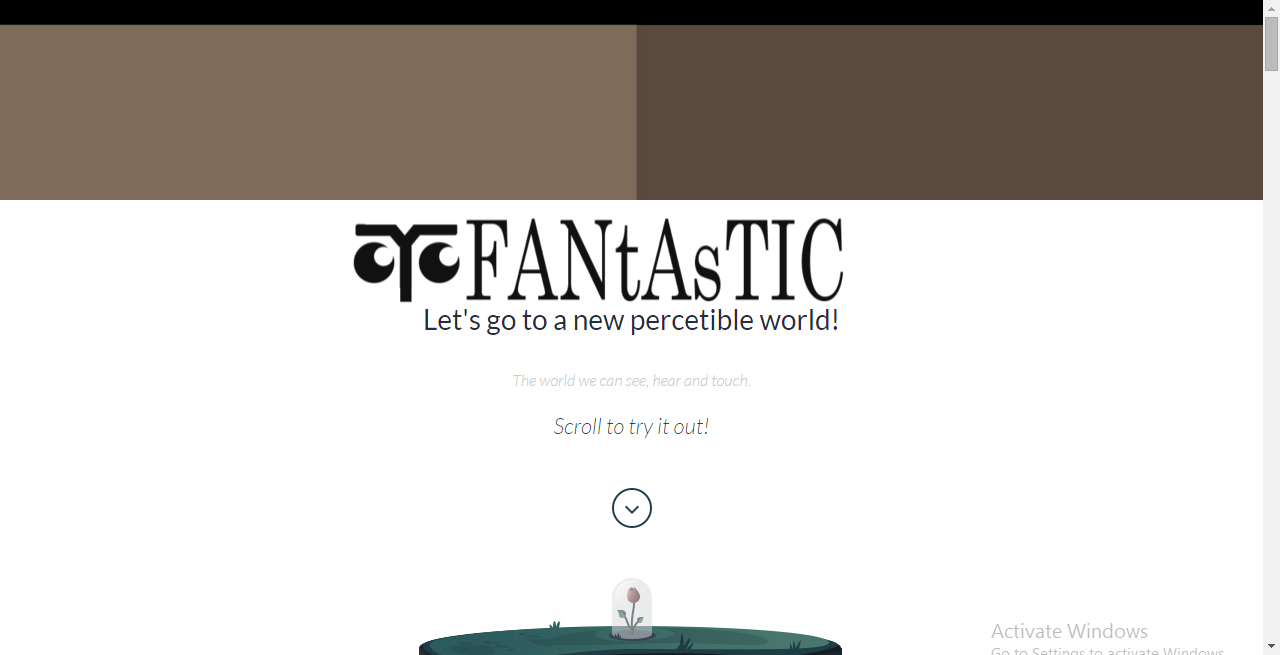 FANtAsTIC
Let's go to a new percetible world!
The world we can see, hear and touch.
Scroll to try it out!
Activate Windows
Go to Settings to activate Windows.